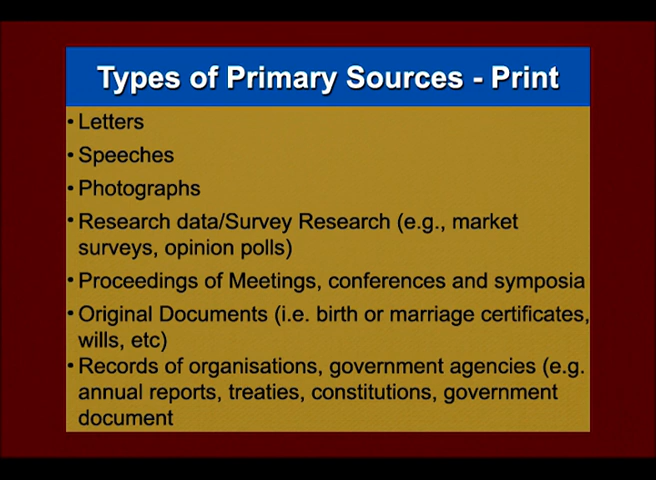 Types of Primary Sources - Print
• Letters
• Speeches
• Photographs
• Research data/Survey Research (e.g., market
surveys, opinion polls)
• Proceedings of Meetings, conferences and symposia
• Original Documents (i.e. birth or marriage certificates,
wills, etc)
• Records of organisations, government agencies (e.g.
annual reports, treaties, constitutions, government
document